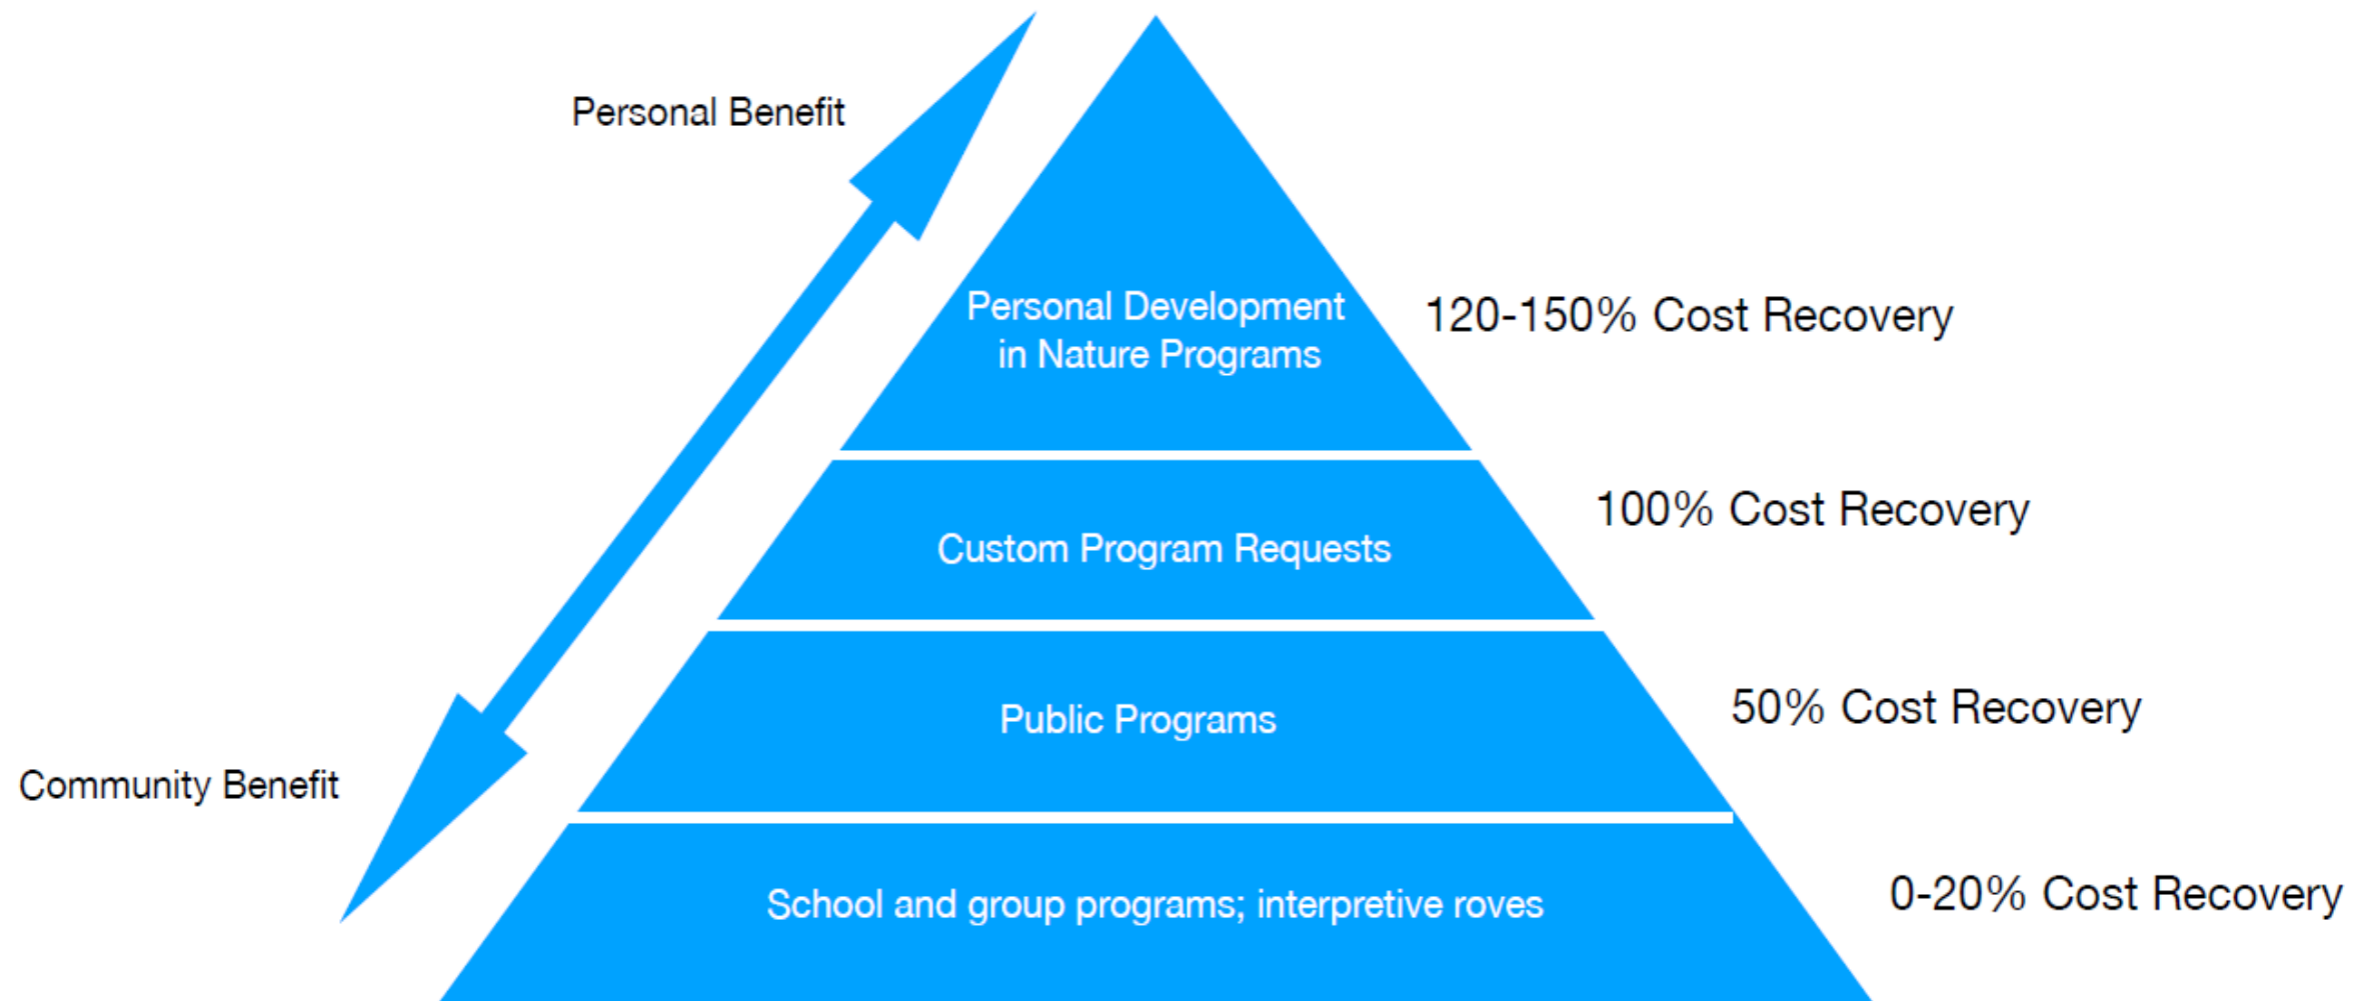 Personal Benefit
Personal Development
in Nature Programs
120-150% Cost Recovery
Custom Program Requests
100% Cost Recovery
Public Programs
50% Cost Recovery
Community Benefit
School and group programs; interpretive roves
0-20% Cost Recovery